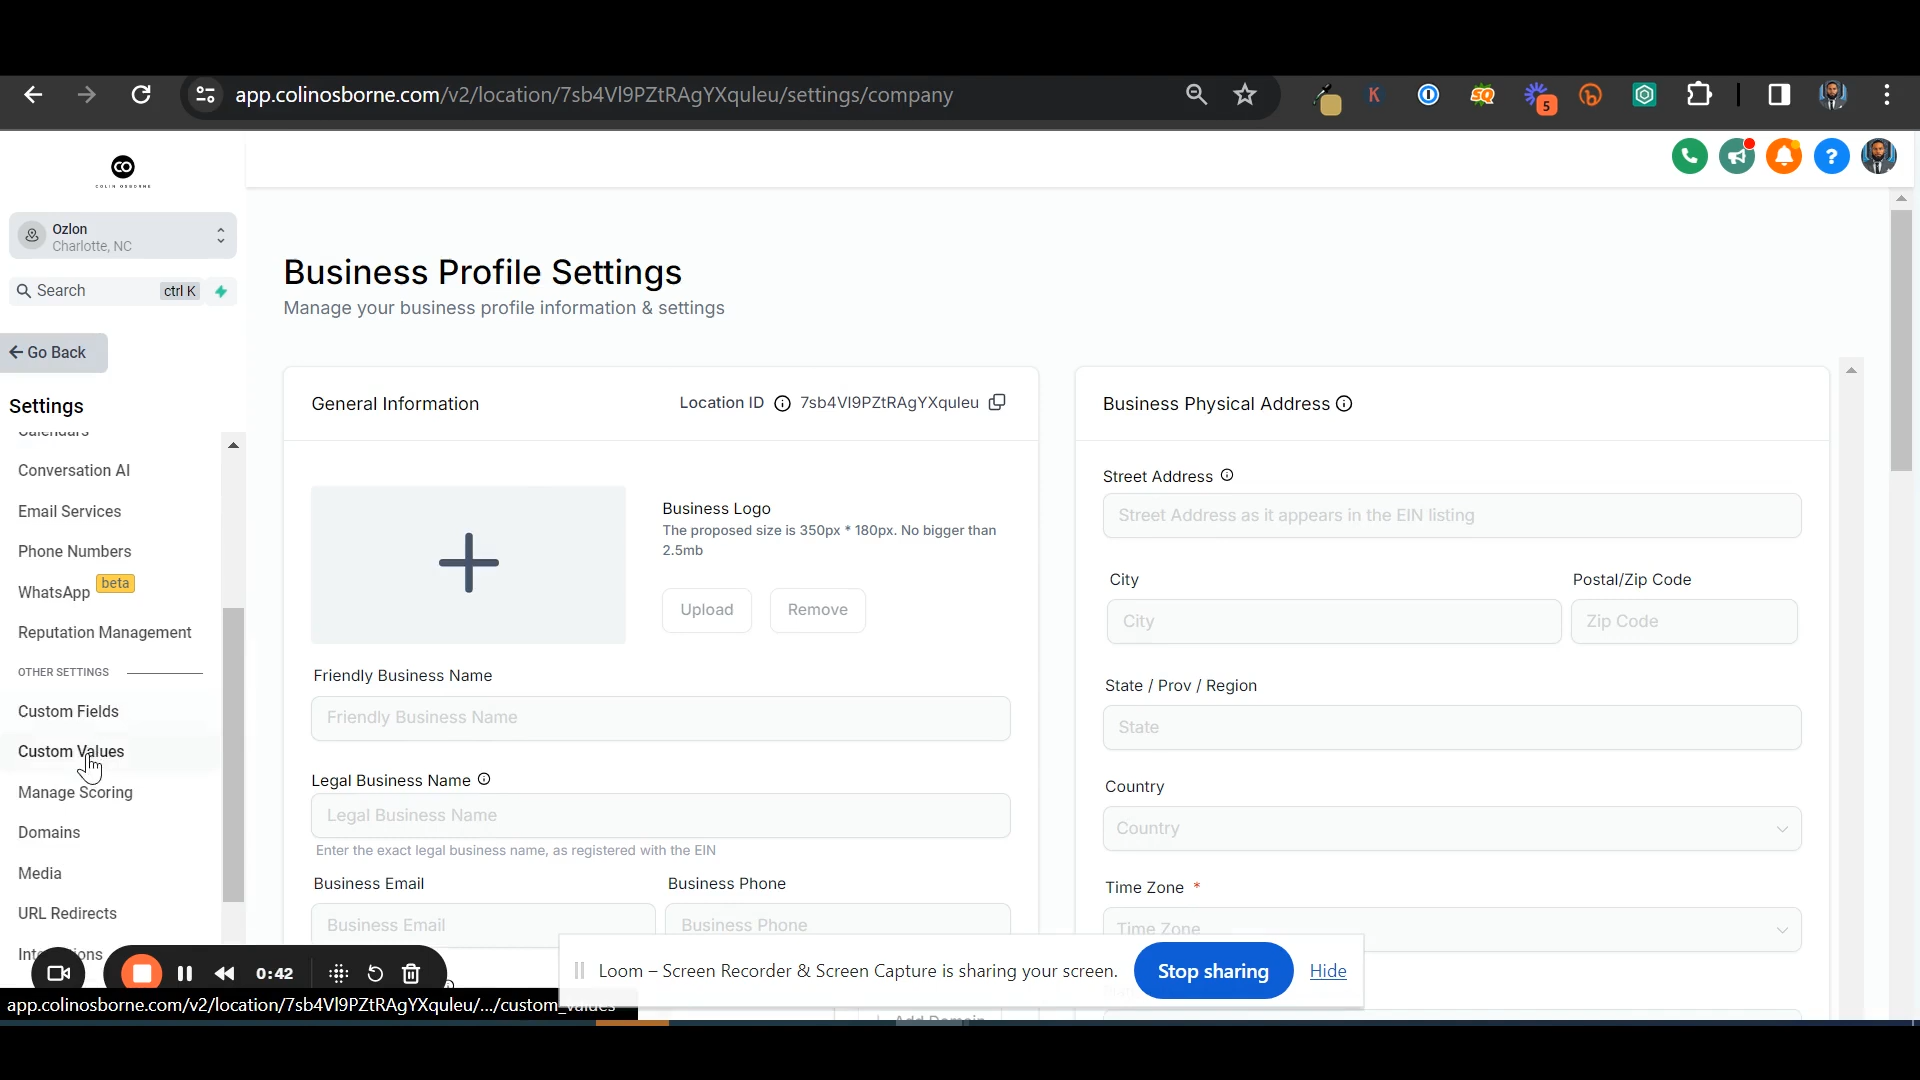 app.colinosborne.com/v2/location/7sb4Vl9PZtRAgYXquleu/settings/company
K
SQ
5
b
CO
COLIN OSBORNE
?
Ozlon
Charlotte, NC
Search
ctrl K
Go Back
Settings
Calendars
Conversation AI
Email Services
Phone Numbers
WhatsApp beta
Reputation Management
OTHER SETTINGS
Custom Fields
Custom Values
Manage Scoring
Domains
Media
URL Redirects
Business Profile Settings
Manage your business profile information & settings
General Information
Location ID 7sb4Vl9PZtRAgYXquleu
Business Logo
The proposed size is 350px * 180px. No bigger than
2.5mb
Upload
Remove
Friendly Business Name
Friendly Business Name
Legal Business Name
Legal Business Name
Enter the exact legal business name, as registered with the EIN
Business Email
Business Phone
Business Email
Business Phone
Add Domain
Business Physical Address
Street Address
Street Address as it appears in the EIN listing
City
Postal/Zip Code
City
Zip Code
State / Prov / Region
State
Country
Country
Time Zone *
Time Zone
0:42
Loom – Screen Recorder & Screen Capture is sharing your screen.
Stop sharing
Hide
app.colinosborne.com/v2/location/7sb4Vl9PZtRAgYXquleu/.../custom_values